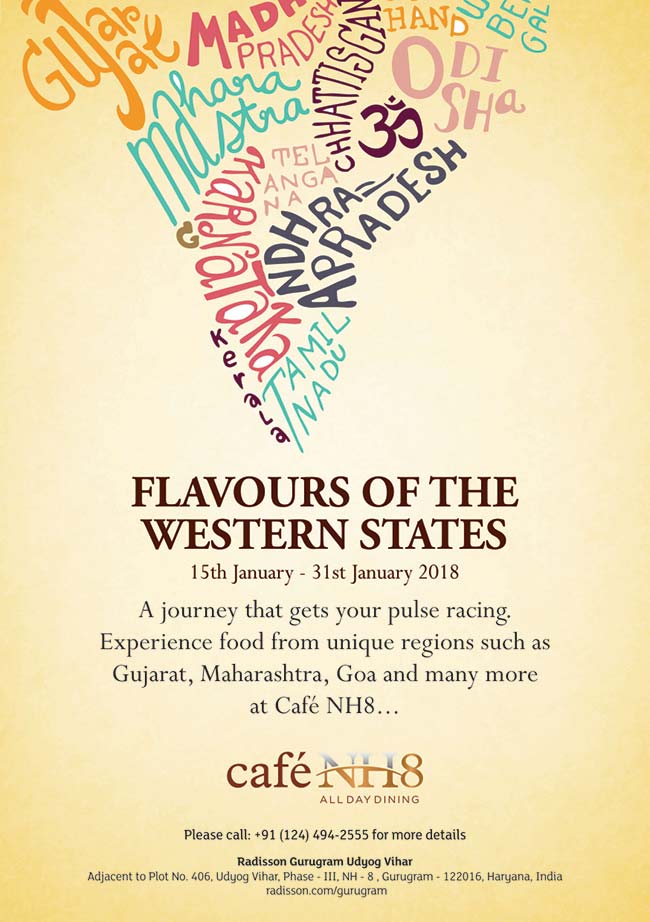 GUJARAT
MADHYA
PRADESH
CHHATTISGARH
HAND
BEN
GAL
Maharashtra
ODISHA
TEL
ANGA
NA
ॐ
G
KARNATAKA
ANDHRA
PRADESH
Kerala
TAMIL
NADU
FLAVOURS OF THE
WESTERN STATES
15th January - 31st January 2018
A journey that gets your pulse racing.
Experience food from unique regions such as
Gujarat, Maharashtra, Goa and many more
at Café NH8...
café NH8
ALL DAY DINING
Please call: +91 (124) 494-2555 for more details
Radisson Gurugram Udyog Vihar
Adjacent to Plot No. 406, Udyog Vihar, Phase - III, NH - 8 , Gurugram - 122016, Haryana, India
radisson.com/gurugram